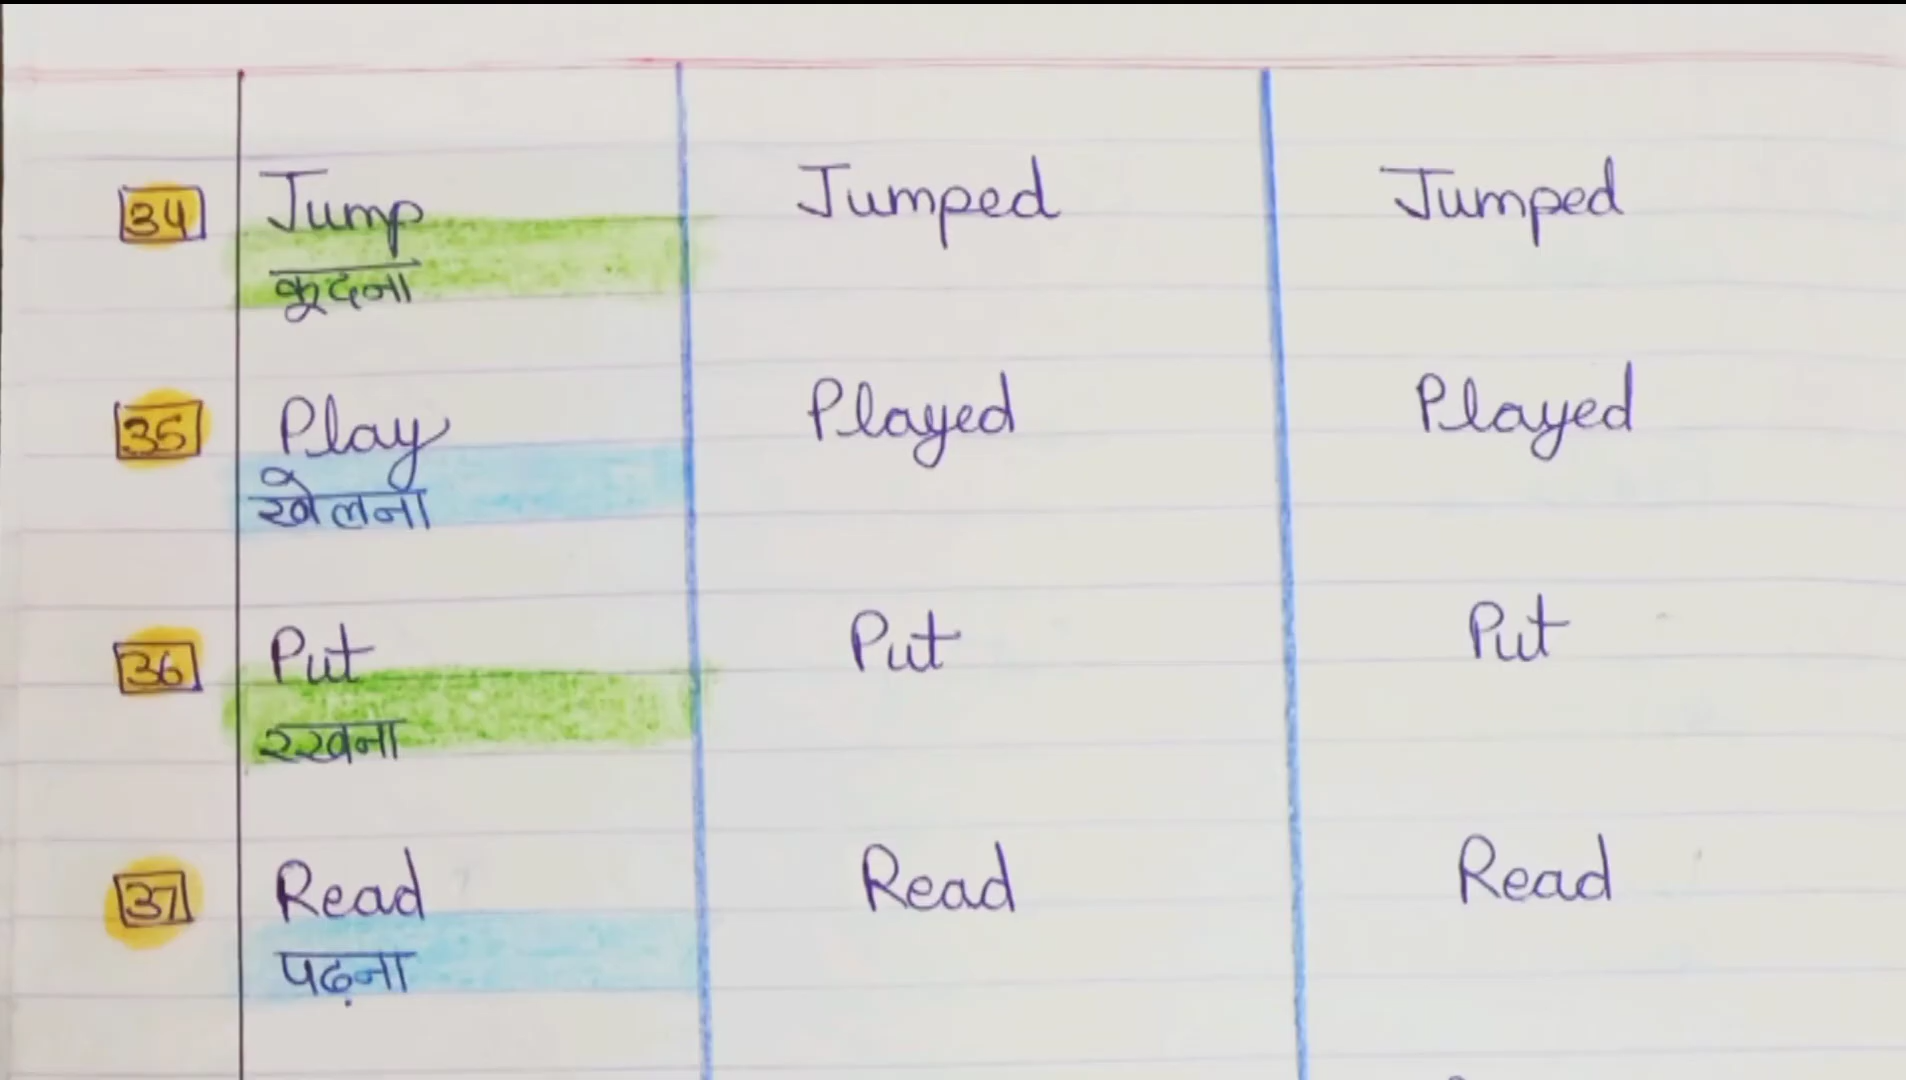 34 Jump Jumped Jumped
कूदना
35 Play Played Played
खेलना
36 Put Put Put
रखना
37 Read Read Read
पढ़ना